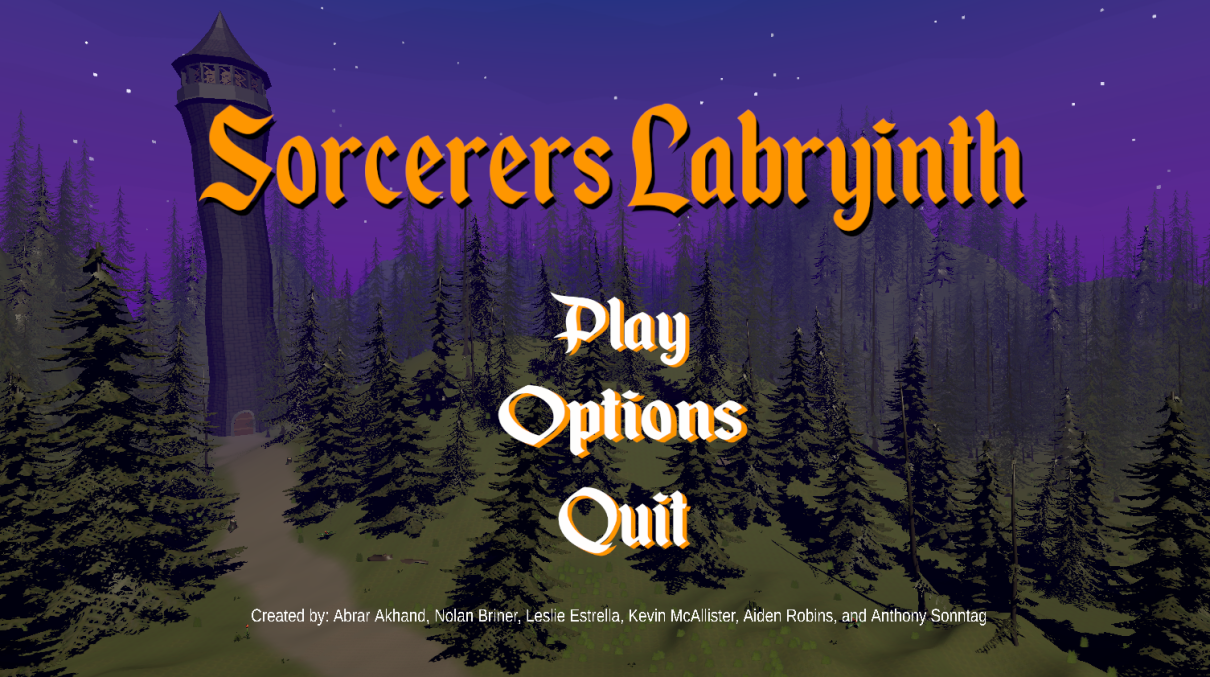 Sorcerers Labryinth
Play
Options
Quit
Created by: Abrar Akhand, Nolan Briner, Leslie Estrella, Kevin McAllister, Aiden Robins, and Anthony Sonntag